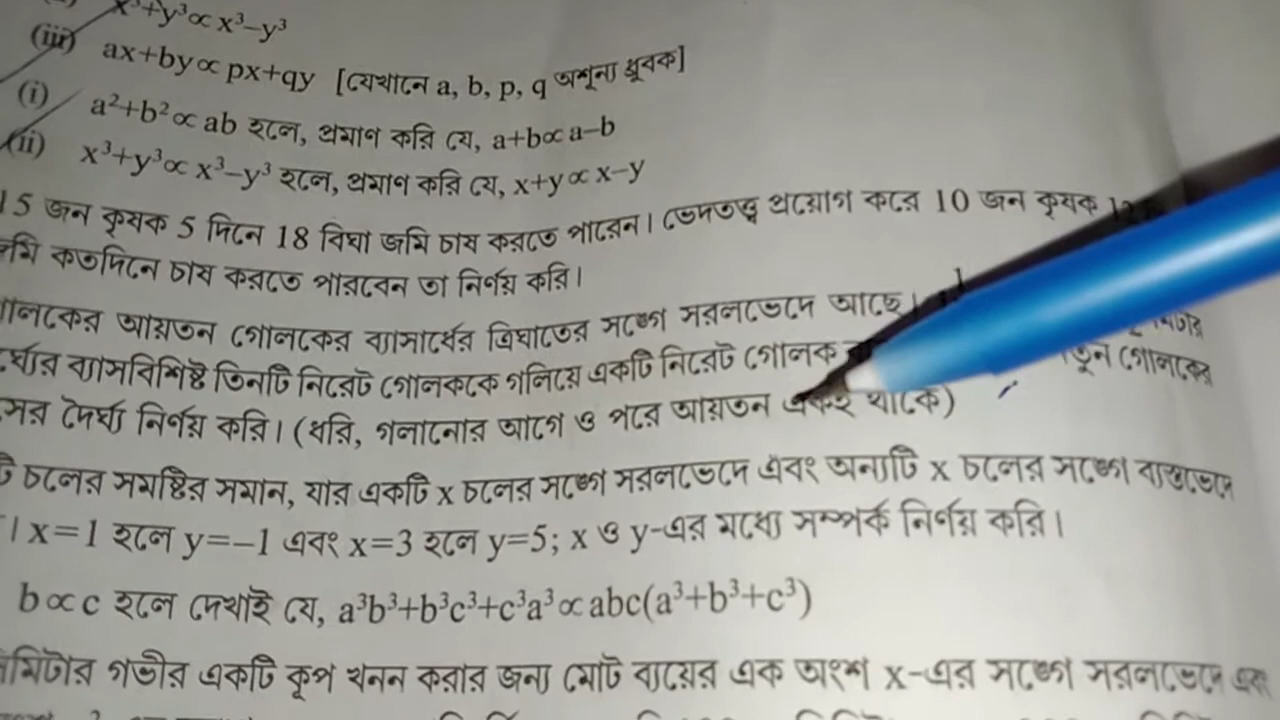 x³+y³∝x³−y³
(iii) ax+by∝px+qy [যেখানে a, b, p, q অশূন্য ধ্রুবক]
(i) a²+b²∝ab হলে, প্রমাণ করি যে, a+b∝a−b
(ii) x³+y³∝x³−y³ হলে, প্রমাণ করি যে, x+y∝x−y
15 জন কৃষক 5 দিনে 18 বিঘা জমি চাষ করতে পারেন। ভেদতত্ত্ব প্রয়োগ করে 10 জন কৃষক
কতদিনে চাষ করতে পারবেন তা নির্ণয় করি।
আয়তন গোলকের ব্যাসার্ধের ত্রিঘাতের সঙ্গে সরলভেদে আছে।
ব্যাসবিশিষ্ট তিনটি নিরেট গোলককে গলিয়ে একটি নিরেট গোলক গোলকের
দৈর্ঘ্য নির্ণয় করি। (ধরি, গলানোর আগে ও পরে আয়তন একই থাকে)
চলের সমষ্টির সমান, যার একটি x চলের সঙ্গে সরলভেদে এবং অন্যটি x চলের সঙ্গে ব্যস্তভেদে
। x=1 হলে y=−1 এবং x=3 হলে y=5; x ও y-এর মধ্যে সম্পর্ক নির্ণয় করি।
b∝c হলে দেখাই যে, a³b³+b³c³+c³a³∝abc(a³+b³+c³)
গভীর একটি কূপ খনন করার জন্য মোট ব্যয়ের এক অংশ x-এর সঙ্গে সরলভেদে এবং